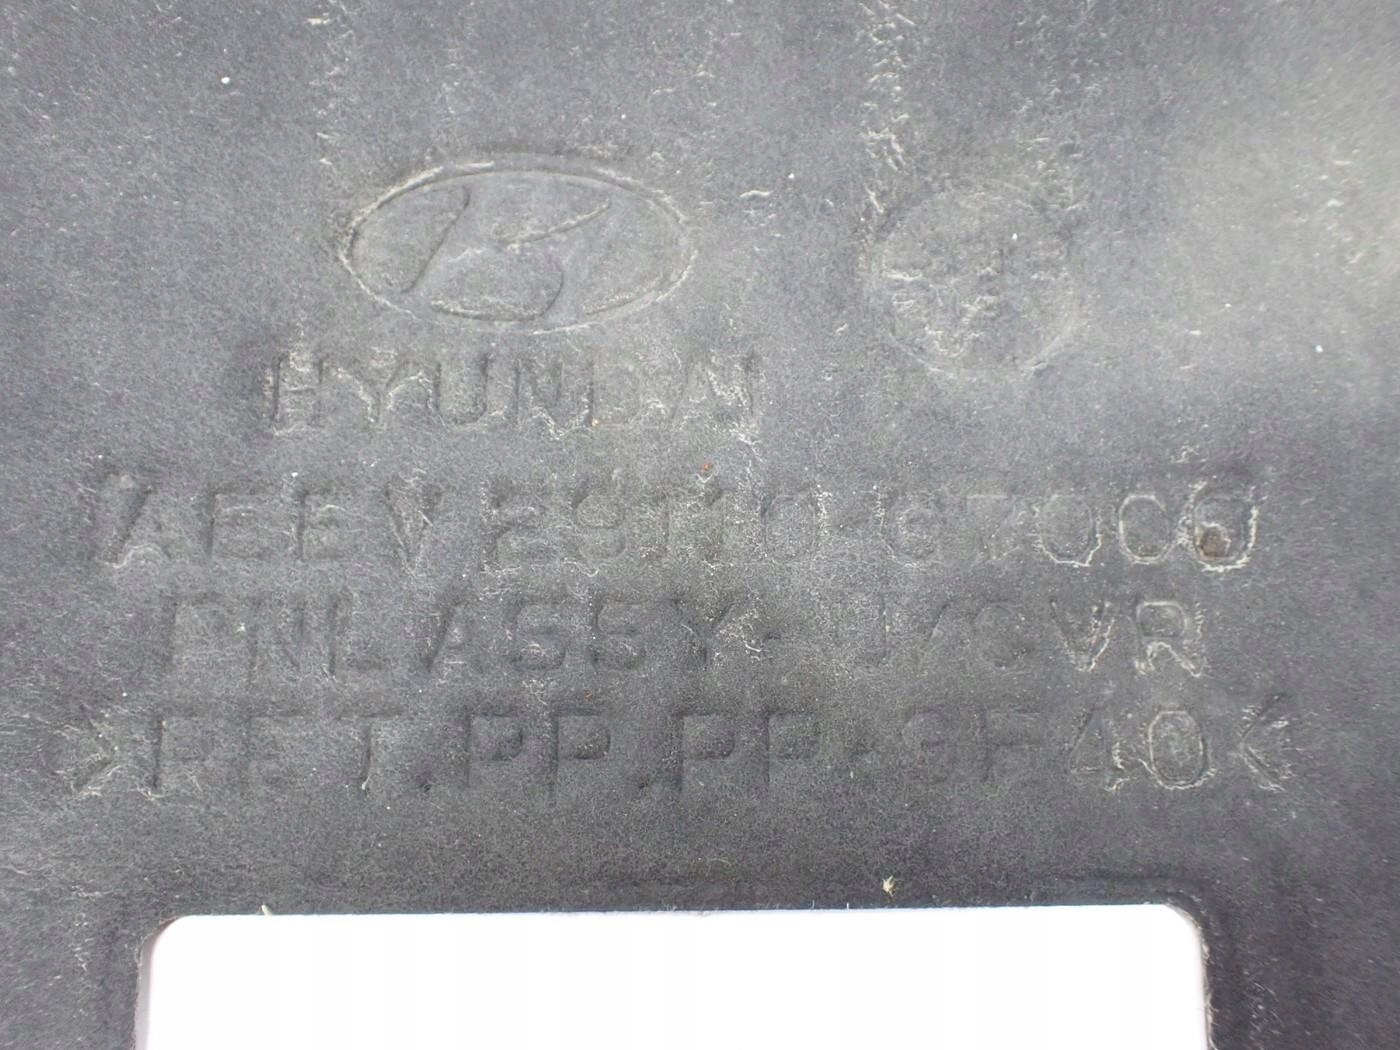 HYUNDAI
AEEV 29110-G7000
PNL ASSY-U/CVR
>PET.PP.PP-GF40<